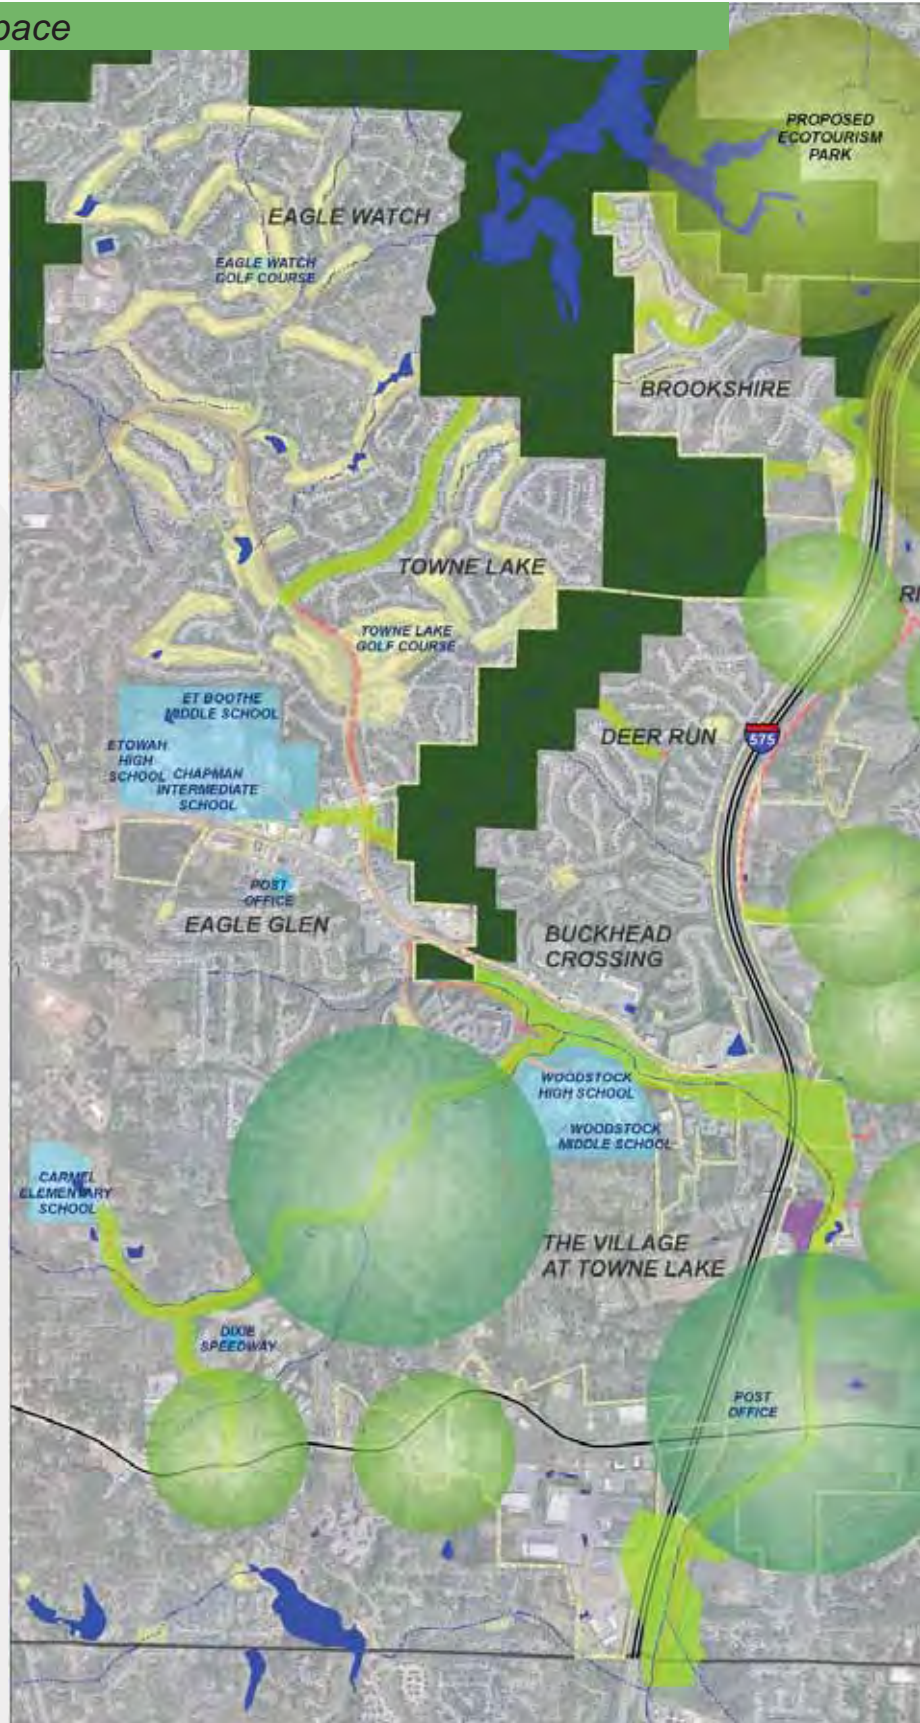 pace
PROPOSED
ECOTOURISM
PARK
EAGLE WATCH
EAGLE WATCH
GOLF COURSE
BROOKSHIRE
TOWNE LAKE
RI
TOWNE LAKE
GOLF COURSE
ET BOOTHE
MIDDLE SCHOOL
ETOWAH
HIGH
SCHOOL
CHAPMAN
INTERMEDIATE
SCHOOL
DEER RUN
575
POST
OFFICE
EAGLE GLEN
BUCKHEAD
CROSSING
WOODSTOCK
HIGH SCHOOL
WOODSTOCK
MIDDLE SCHOOL
CARMEL
ELEMENTARY
SCHOOL
THE VILLAGE
AT TOWNE LAKE
DIXIE
SPEEDWAY
POST
OFFICE